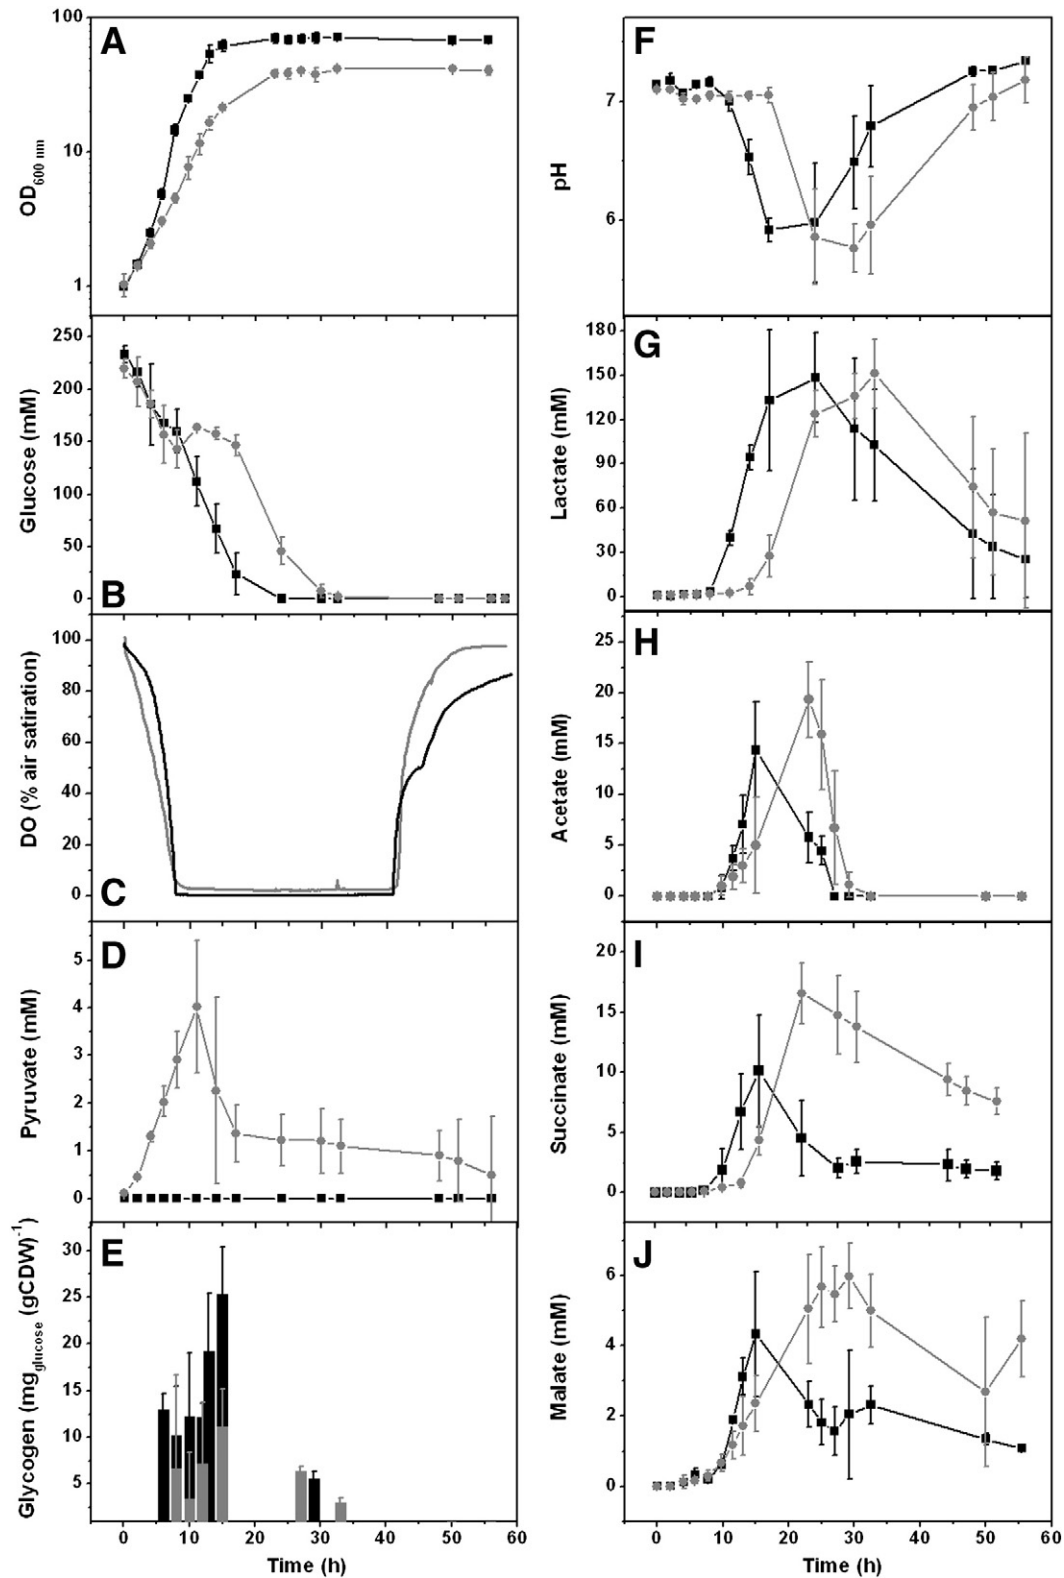 A
100
10
1
OD600 nm
B
250
200
150
100
50
0
Glucose (mM)
C
100
80
60
40
20
0
DO (% air satiration)
D
5
4
3
2
1
0
Pyruvate (mM)
E
30
25
20
15
10
5
Glycogen (mgglucose (gCDW)-1
0 10 20 30 40 50 60
Time (h)
F
7
6
pH
G
180
150
120
90
60
30
0
Lactate (mM)
H
25
20
15
10
5
0
Acetate (mM)
I
20
15
10
5
0
Succinate (mM)
J
6
4
2
0
Malate (mM)
0 10 20 30 40 50 60
Time (h)